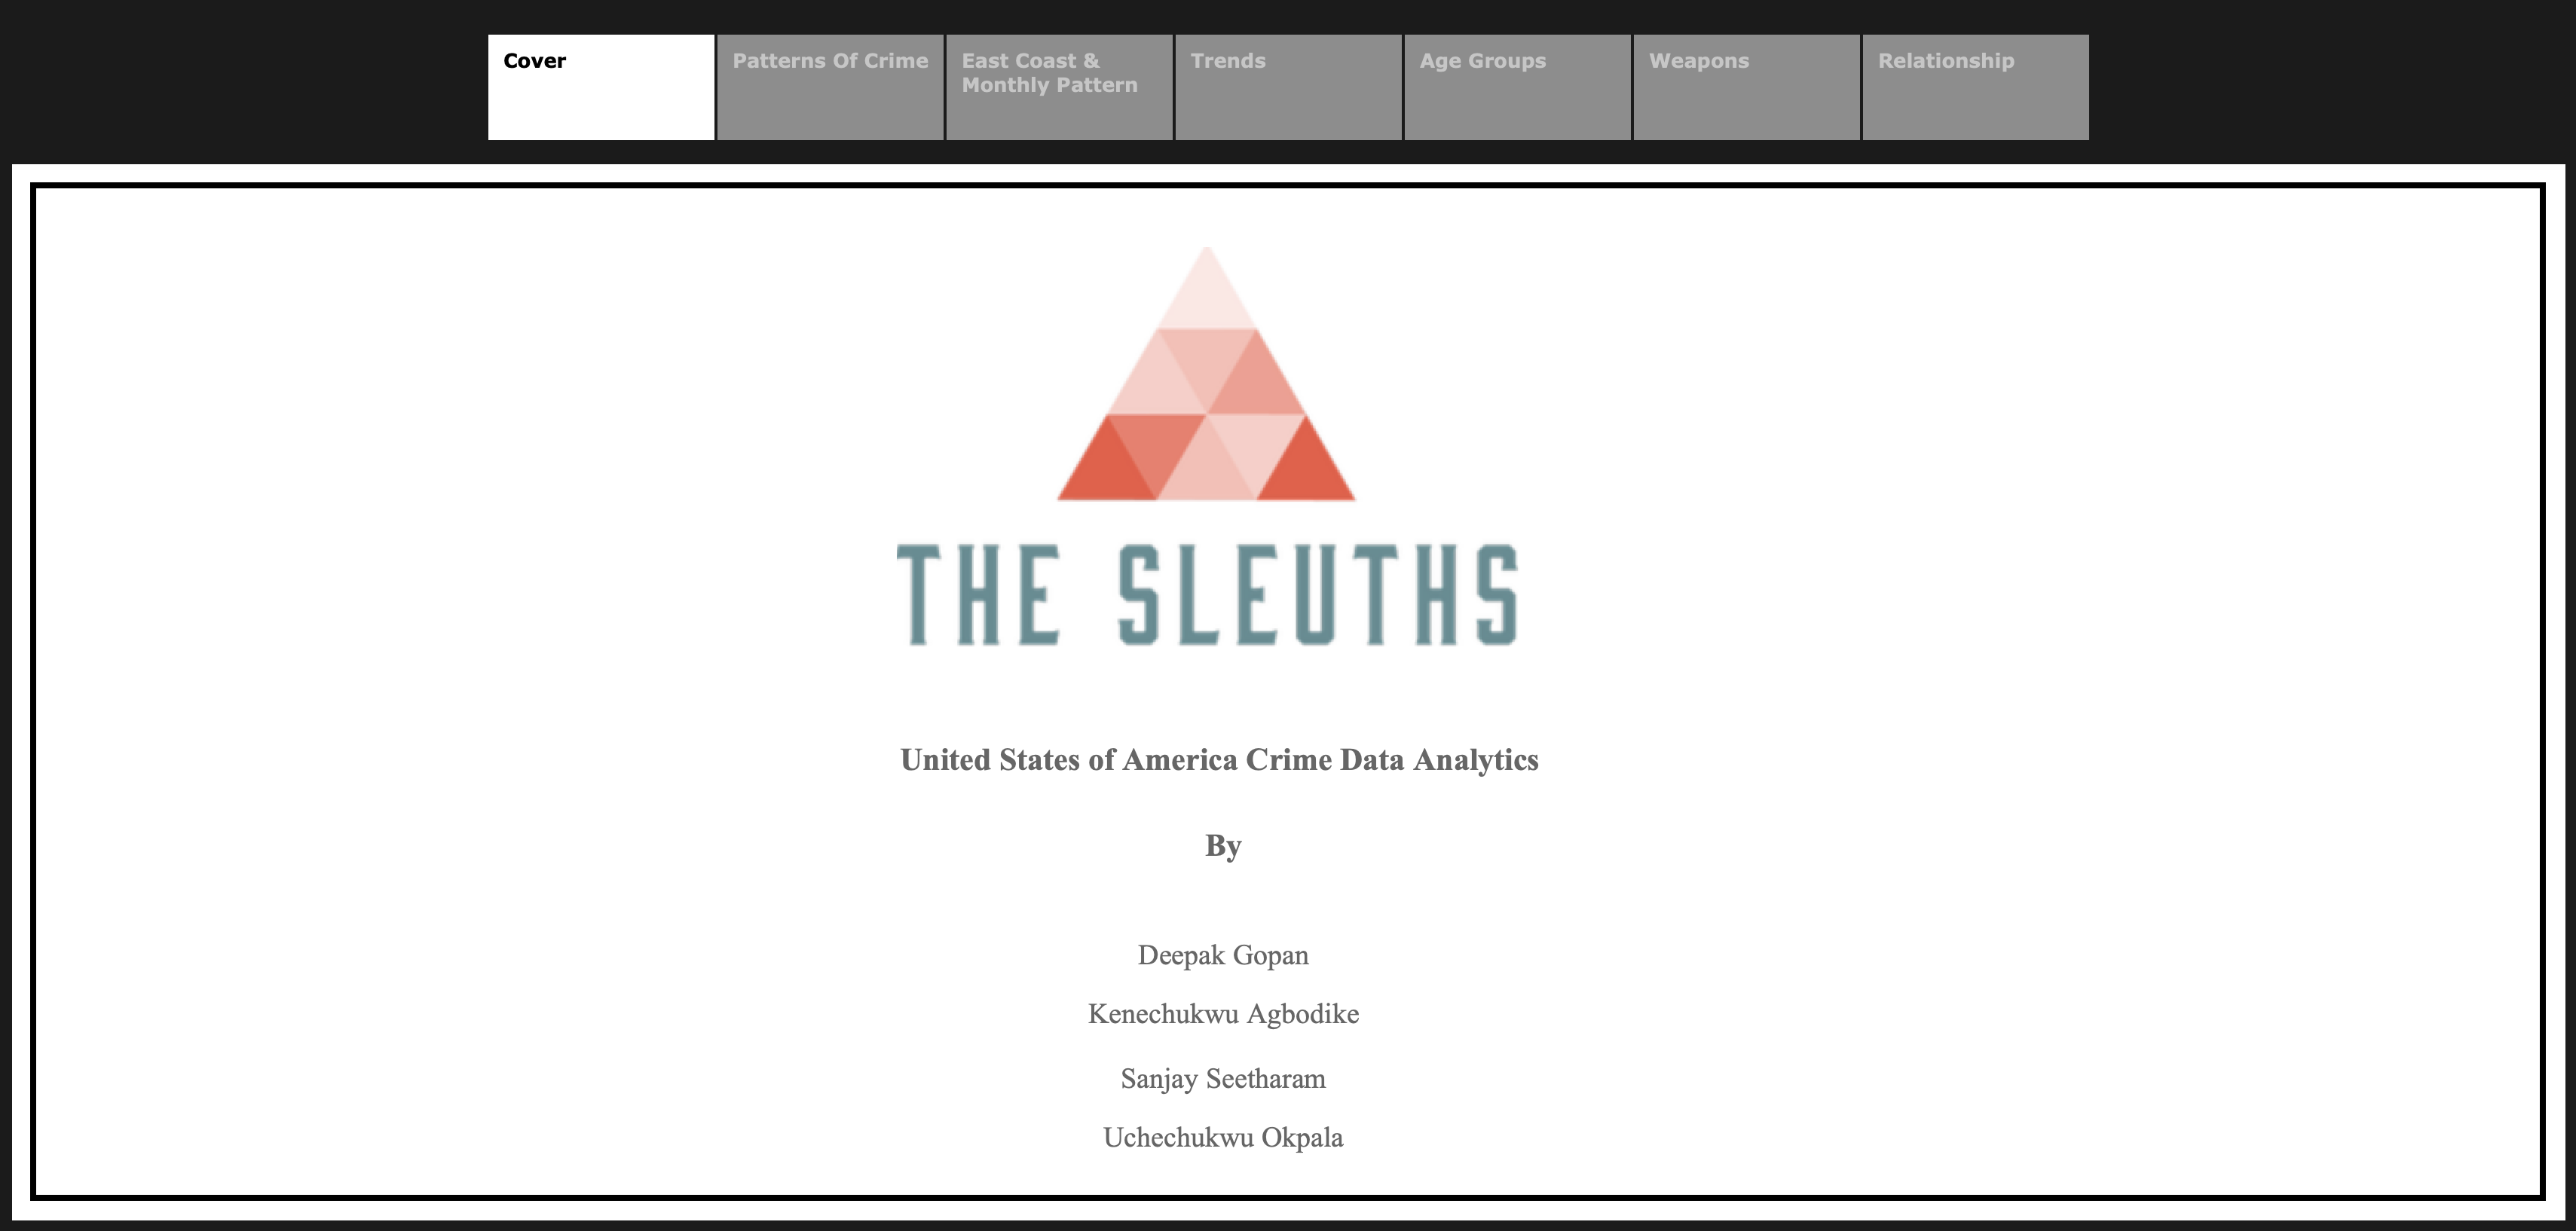 Cover
Patterns Of Crime
East Coast &
Monthly Pattern
Trends
Age Groups
Weapons
Relationship
THE SLEUTHS
United States of America Crime Data Analytics
By
Deepak Gopan
Kenechukwu Agbodike
Sanjay Seetharam
Uchechukwu Okpala